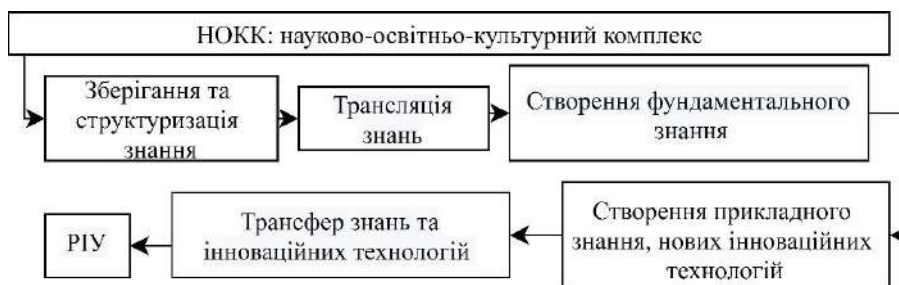 НОКК: науково-освітньо-культурний комплекс
Зберігання та
структуризація
знання
Трансляція
знань
Створення фундаментального
знання
РІУ
Трансфер знань та
інноваційних технологій
Створення прикладного
знання, нових інноваційних
технологій